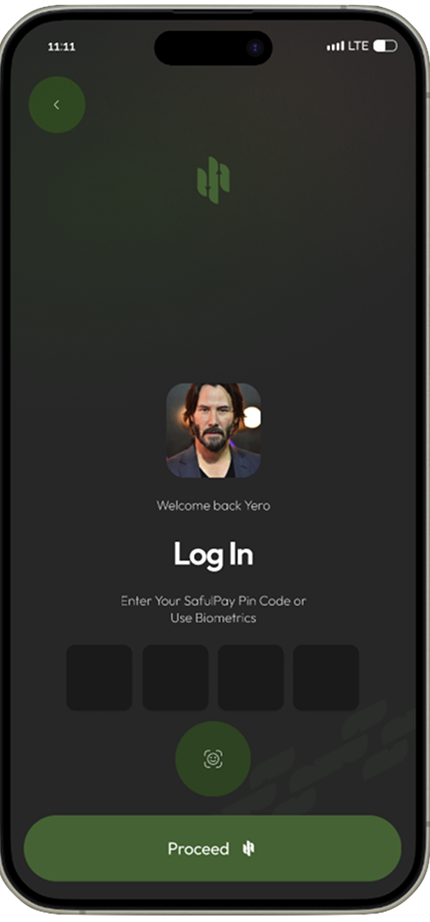 11:11
LTE
Welcome back Yero
Log In
Enter Your SafulPay Pin Code or
Use Biometrics
Proceed